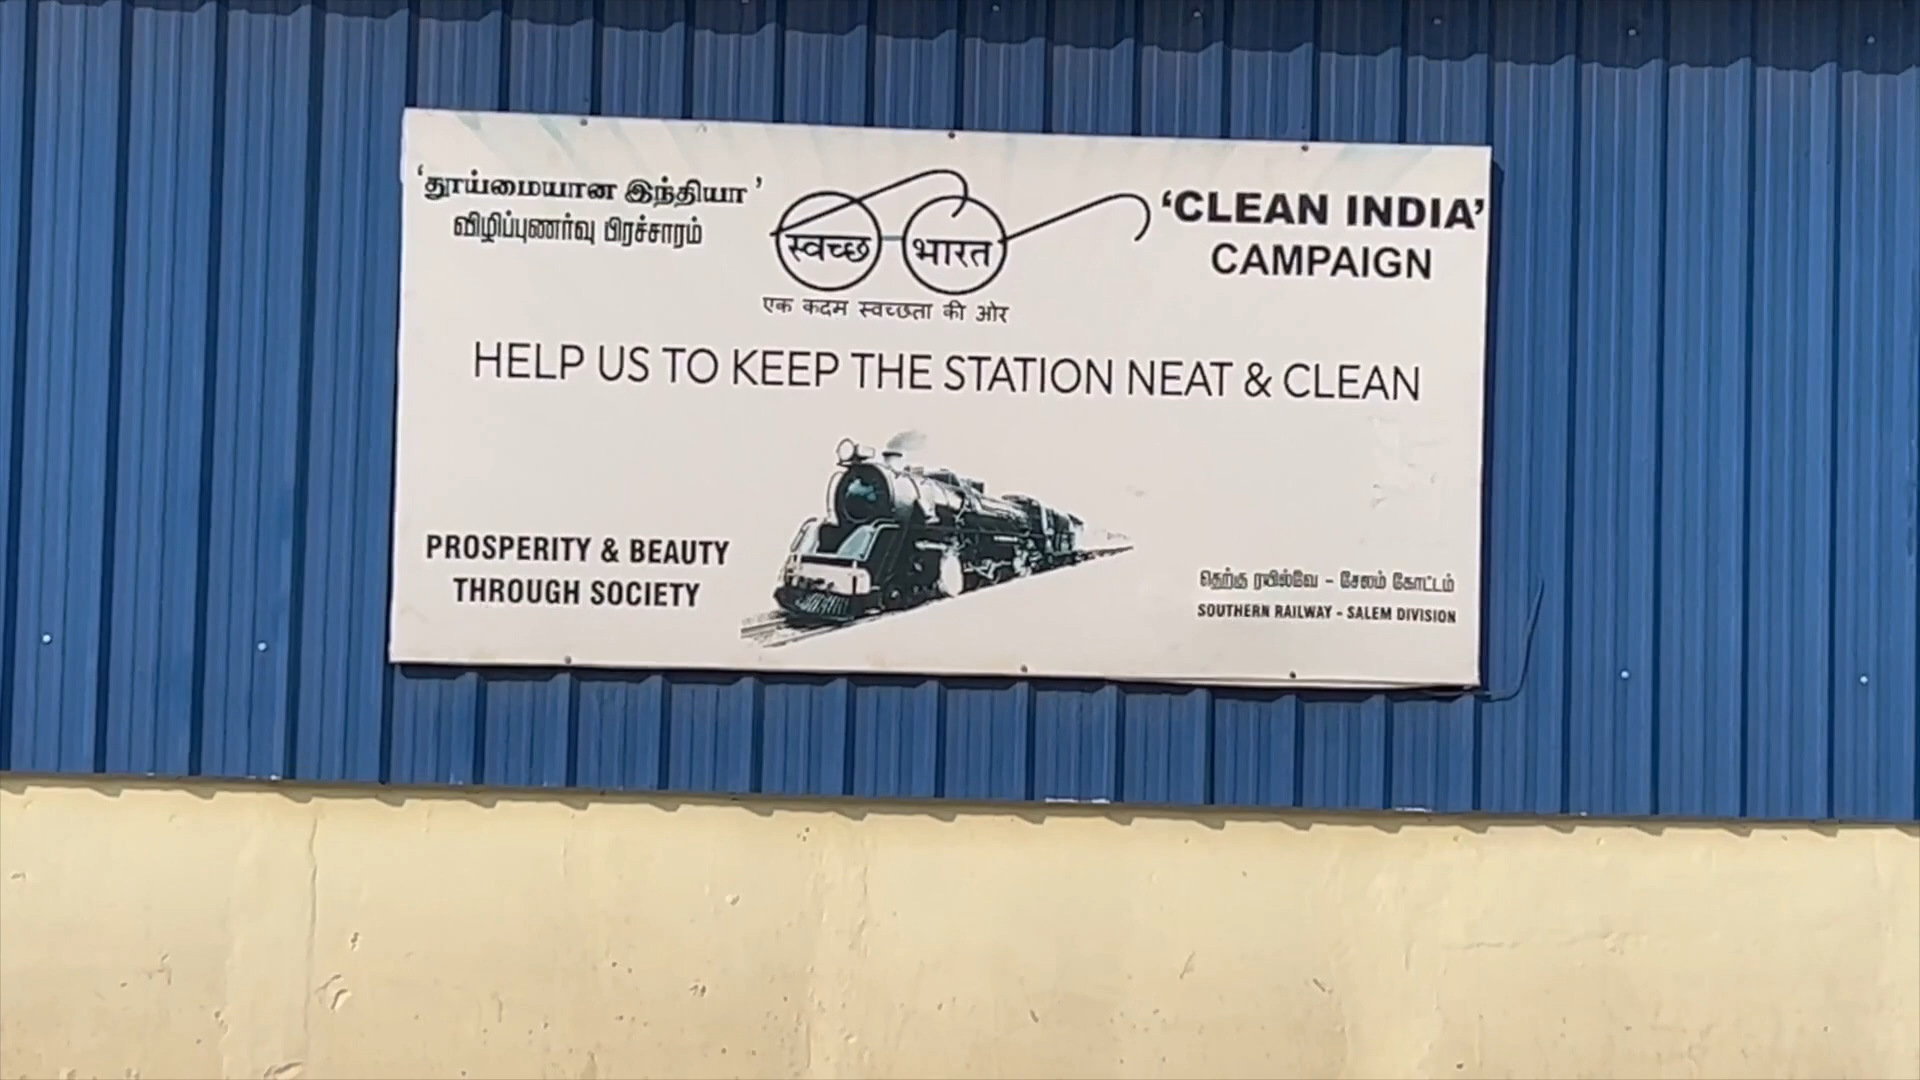 ‘தூய்மையான இந்தியா’
விழிப்புணர்வு பிரச்சாரம்
स्वच्छ भारत
एक कदम स्वच्छता की ओर
‘CLEAN INDIA’
CAMPAIGN
HELP US TO KEEP THE STATION NEAT & CLEAN
PROSPERITY & BEAUTY
THROUGH SOCIETY
தெற்கு ரயில்வே - சேலம் கோட்டம்
SOUTHERN RAILWAY - SALEM DIVISION